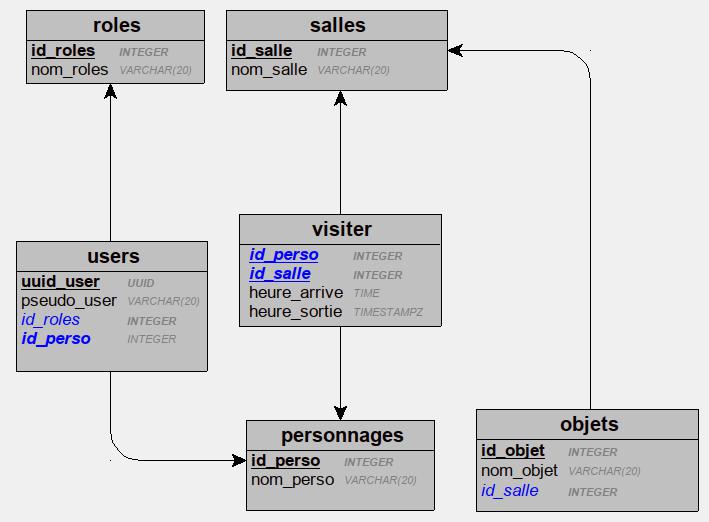 roles
id_roles INTEGER
nom_roles VARCHAR(20)
salles
id_salle INTEGER
nom_salle VARCHAR(20)
users
uuid_user UUID
pseudo_user VARCHAR(20)
id_roles INTEGER
id_perso INTEGER
visiter
id_perso INTEGER
id_salle INTEGER
heure_arrive TIME
heure_sortie TIMESTAMPZ
personnages
id_perso INTEGER
nom_perso VARCHAR(20)
objets
id_objet INTEGER
nom_objet VARCHAR(20)
id_salle INTEGER